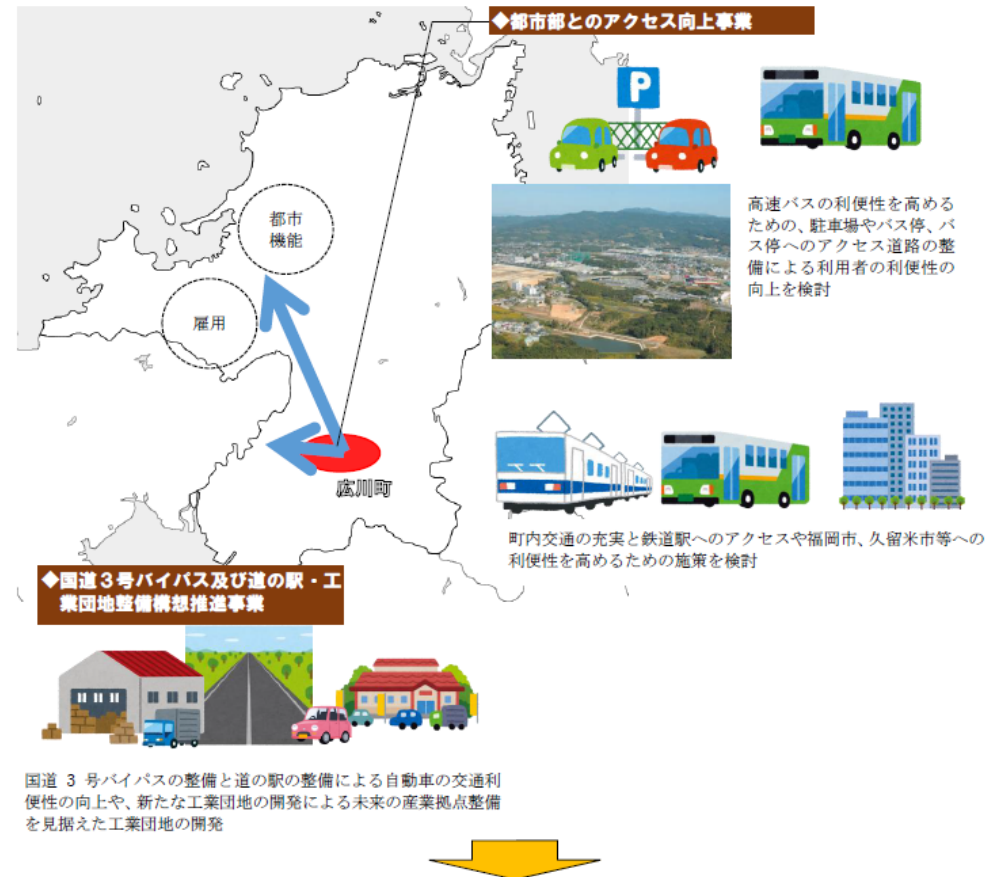 ◆都市部とのアクセス向上事業
P
高速バスの利便性を高める
ための、駐車場やバス停、バ
ス停へのアクセス道路の整
備による利用者の利便性の
向上を検討
都市
機能
雇用
広川町
町内交通の充実と鉄道駅へのアクセスや福岡市、久留米市等への
利便性を高めるための施策を検討
◆国道３号バイパス及び道の駅・工
業団地整備構想推進事業
国道 3 号バイパスの整備と道の駅の整備による自動車の交通利
便性の向上や、新たな工業団地の開発による未来の産業拠点整備
を見据えた工業団地の開発